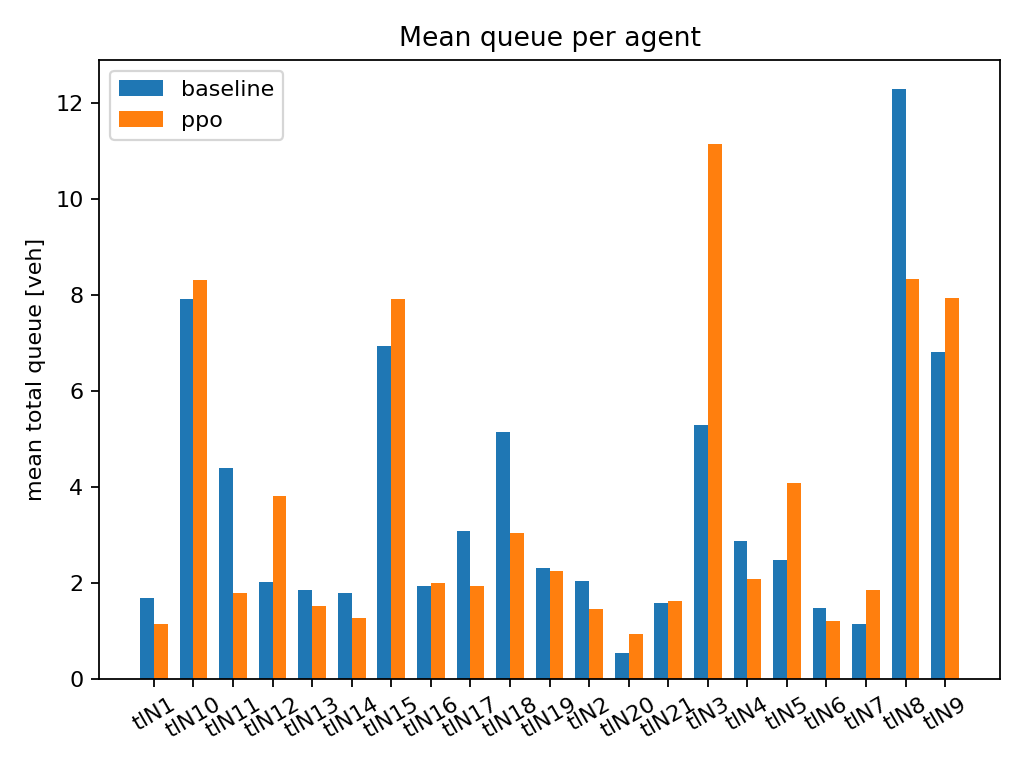 Mean queue per agent
baseline
ppo
mean total queue [veh]
12
10
8
6
4
2
0
tlN1 tlN10 tlN11 tlN12 tlN13 tlN14 tlN15 tlN16 tlN17 tlN18 tlN19 tlN2 tlN20 tlN21 tlN3 tlN4 tlN5 tlN6 tlN7 tlN8 tlN9